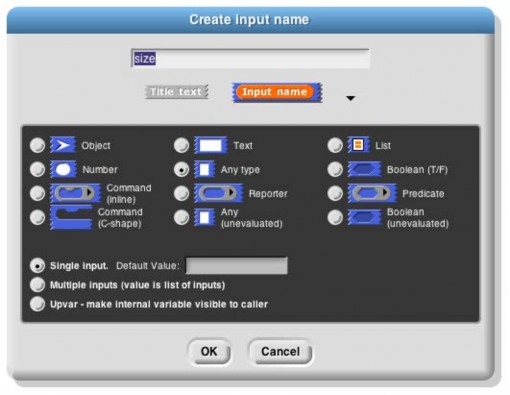 Create input name
size
Title text Input name
Object Text List
Number Any type Boolean (T/F)
Command (inline) Reporter Predicate
Command (C-shape) Any (unevaluated) Boolean (unevaluated)
Single input. Default Value:
Multiple inputs (value is list of inputs)
Upvar - make internal variable visible to caller
OK Cancel